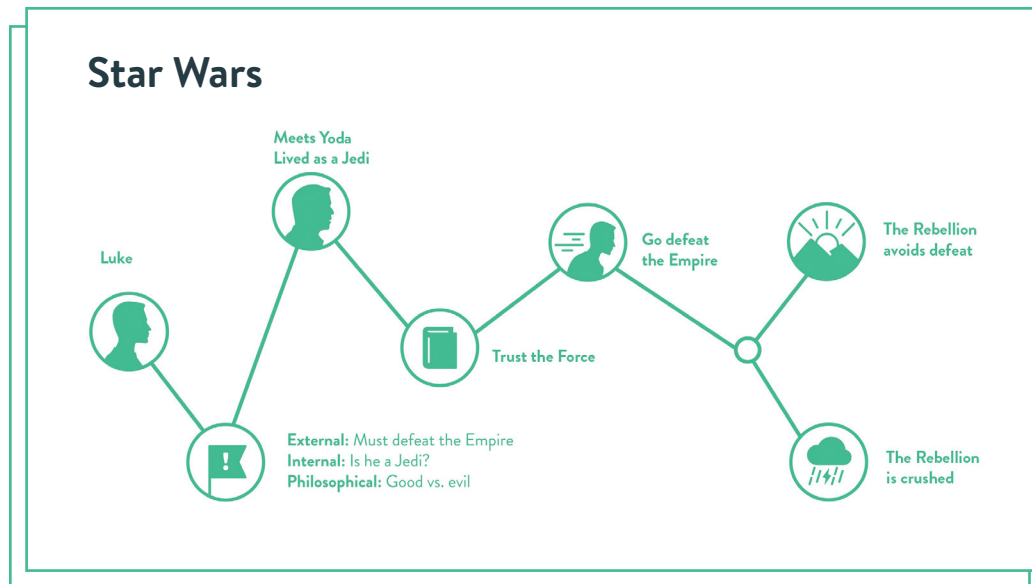 Star Wars
Luke
External: Must defeat the Empire
Internal: Is he a Jedi?
Philosophical: Good vs. evil
Meets Yoda
Lived as a Jedi
Trust the Force
Go defeat
the Empire
The Rebellion
avoids defeat
The Rebellion
is crushed